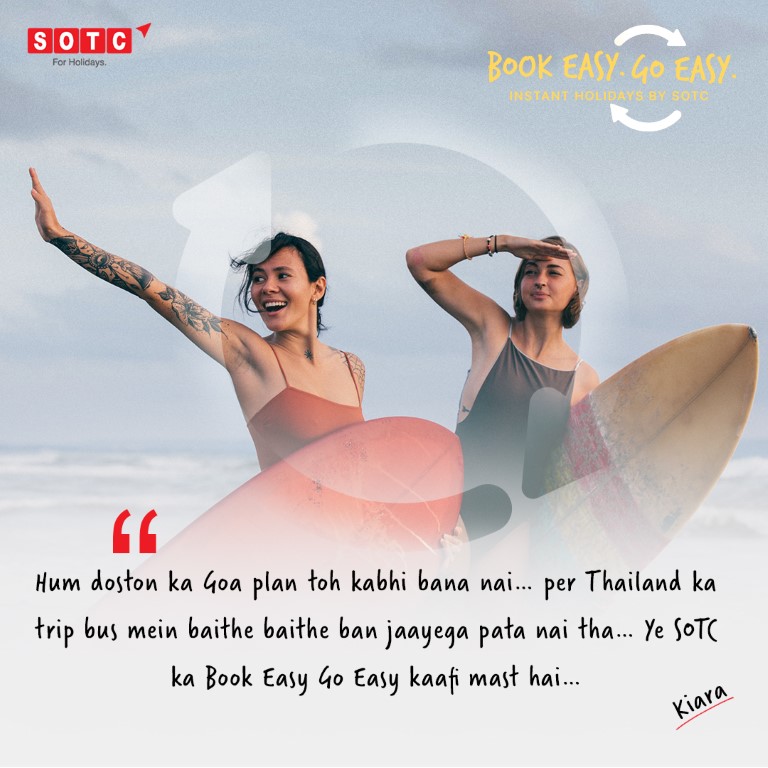 SOTC
For Holidays.
BOOK EASY. GO EASY.
INSTANT HOLIDAYS BY SOTC
“
Hum doston ka Goa plan toh kabhi bana nai... per Thailand ka
trip bus mein baithe baithe ban jaayega pata nai tha... Ye SOTC
ka Book Easy Go Easy kaafi mast hai...
Kiara